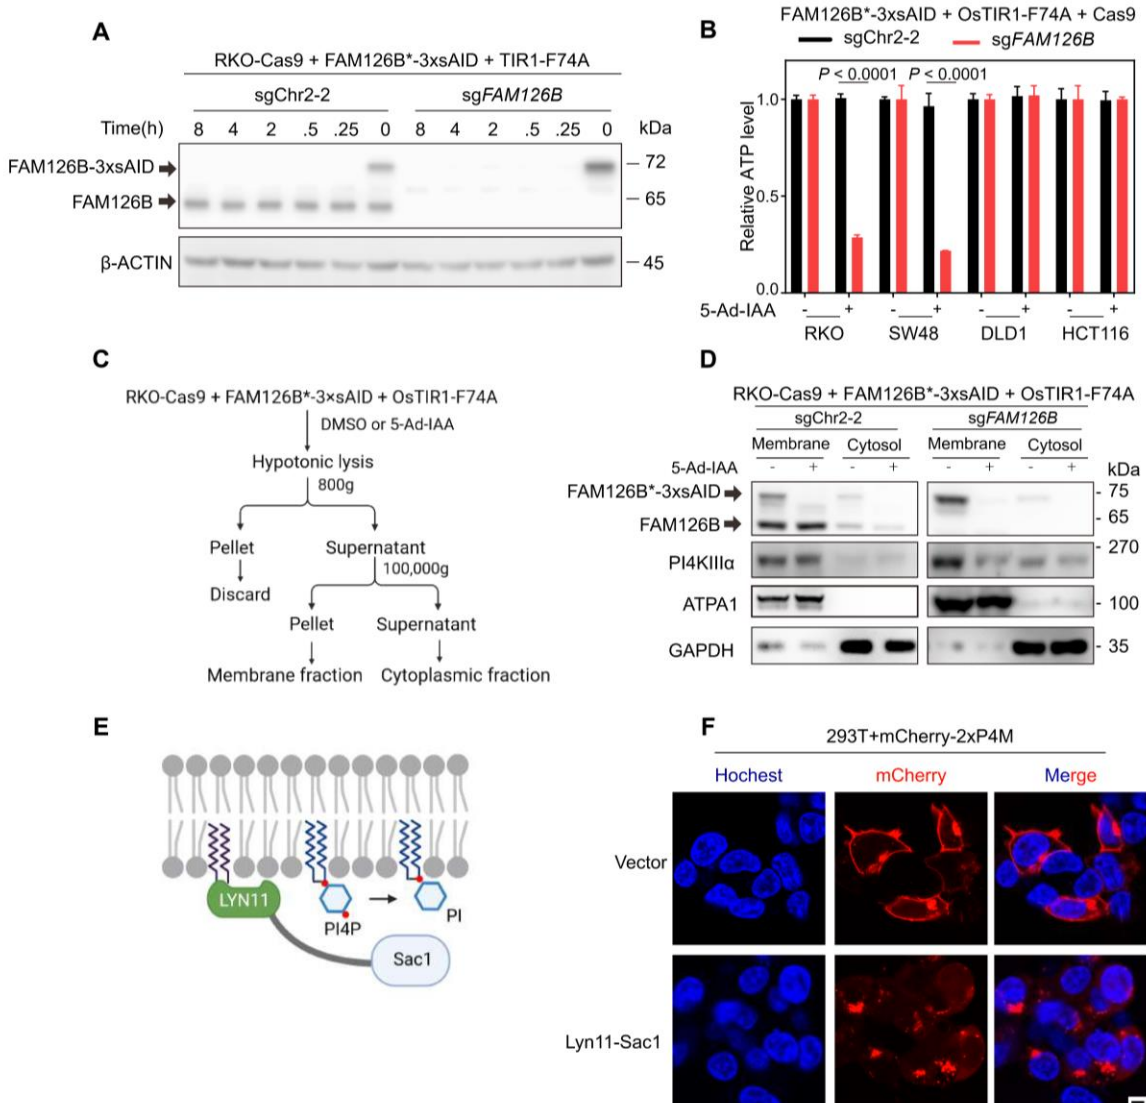 A
RKO-Cas9 + FAM126B*-3xsAID + TIR1-F74A
sgChr2-2 sgFAM126B
Time(h) 8 4 2 .5 .25 0 8 4 2 .5 .25 0 kDa
FAM126B-3xsAID 72
FAM126B 65
β-ACTIN 45
B
FAM126B*-3xsAID + OsTIR1-F74A + Cas9
sgChr2-2 sgFAM126B
P < 0.0001 P < 0.0001
Relative ATP level
1.0
0.5
0.0
5-Ad-IAA - + - + - + - +
RKO SW48 DLD1 HCT116
C
RKO-Cas9 + FAM126B*-3×sAID + OsTIR1-F74A
DMSO or 5-Ad-IAA
Hypotonic lysis
800g
Pellet Supernatant
100,000g
Discard
Pellet Supernatant
Membrane fraction Cytoplasmic fraction
D
RKO-Cas9 + FAM126B*-3xsAID + OsTIR1-F74A
sgChr2-2 sgFAM126B
Membrane Cytosol Membrane Cytosol
5-Ad-IAA - + - + - + - + kDa
FAM126B*-3xsAID 75
FAM126B 65
270
PI4KIIIα
ATPA1 100
GAPDH 35
E
LYN11
PI4P
PI
Sac1
F
293T+mCherry-2xP4M
Hochest mCherry Merge
Vector
Lyn11-Sac1